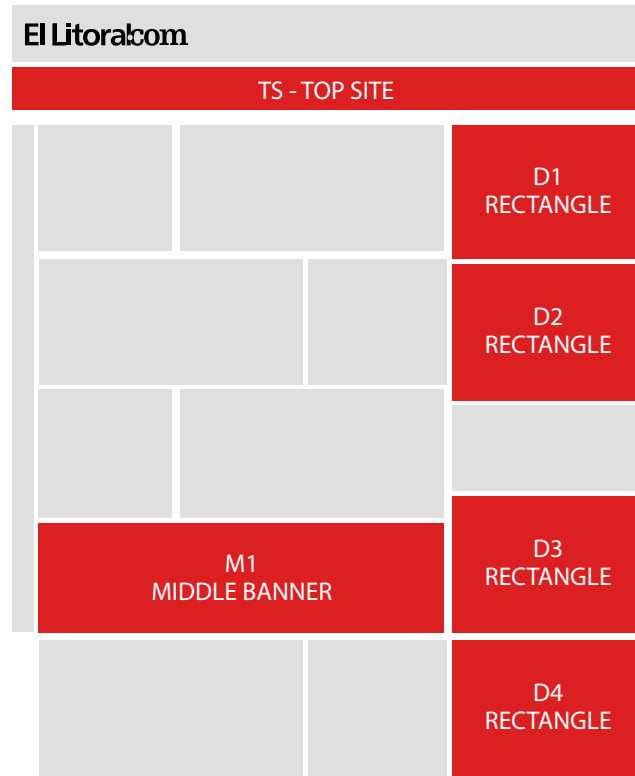 El Litoral.com
TS - TOP SITE
D1
RECTANGLE
D2
RECTANGLE
M1
MIDDLE BANNER
D3
RECTANGLE
D4
RECTANGLE